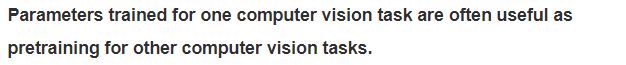 Parameters trained for one computer vision task are often useful as
pretraining for other computer vision tasks.